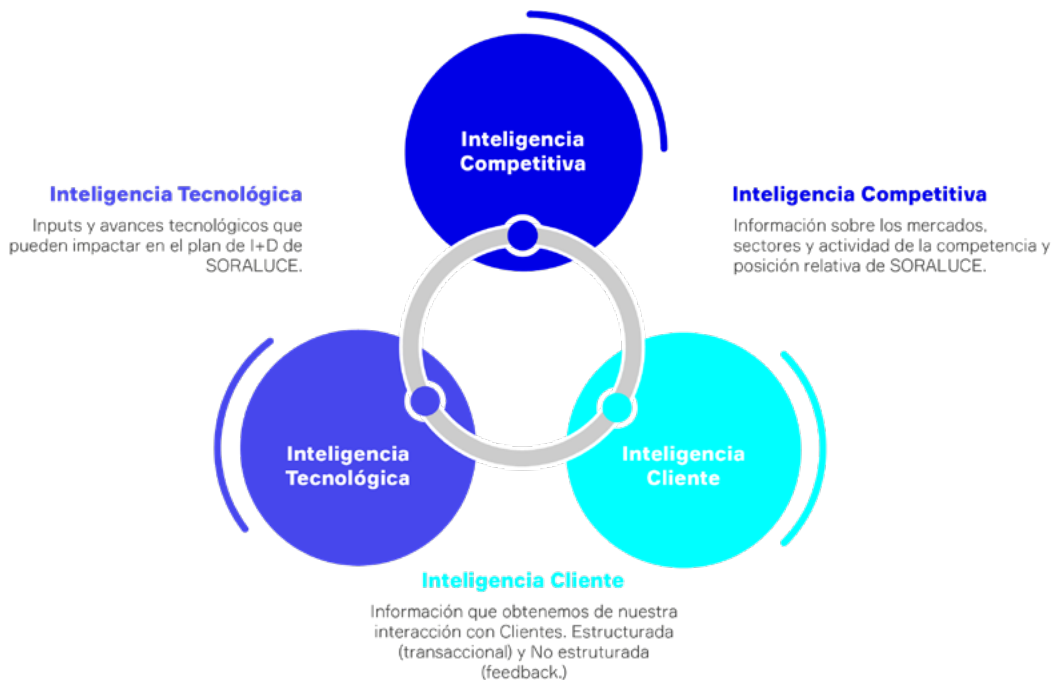 Inteligencia
Competitiva
Inteligencia Tecnológica
Inputs y avances tecnológicos que
pueden impactar en el plan de I+D de
SORALUCE.
Inteligencia Competitiva
Información sobre los mercados,
sectores y actividad de la competencia y
posición relativa de SORALUCE.
Inteligencia
Tecnológica
Inteligencia
Cliente
Inteligencia Cliente
Información que obtenemos de nuestra
interacción con Clientes. Estructurada
(transaccional) y No estruturada
(feedback.)